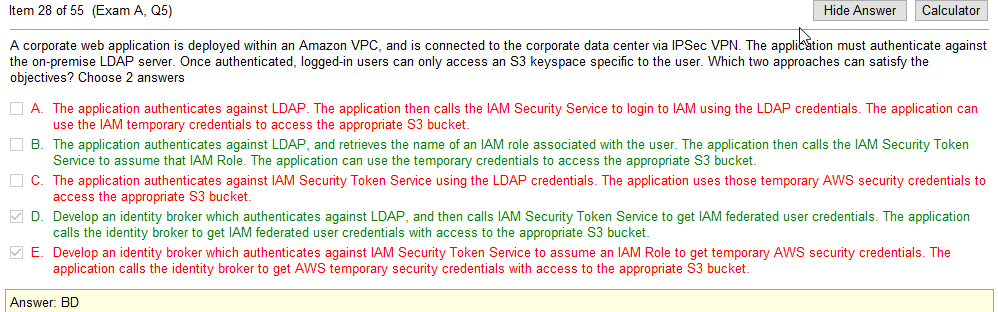 Item 28 of 55 (Exam A, Q5)
Hide Answer
Calculator
A corporate web application is deployed within an Amazon VPC, and is connected to the corporate data center via IPSec VPN. The application must authenticate against
the on-premise LDAP server. Once authenticated, logged-in users can only access an S3 keyspace specific to the user. Which two approaches can satisfy the
objectives? Choose 2 answers
A. The application authenticates against LDAP. The application then calls the IAM Security Service to login to IAM using the LDAP credentials. The application can
use the IAM temporary credentials to access the appropriate S3 bucket.
B. The application authenticates against LDAP, and retrieves the name of an IAM role associated with the user. The application then calls the IAM Security Token
Service to assume that IAM Role. The application can use the temporary credentials to access the appropriate S3 bucket.
C. The application authenticates against IAM Security Token Service using the LDAP credentials. The application uses those temporary AWS security credentials to
access the appropriate S3 bucket.
D. Develop an identity broker which authenticates against LDAP, and then calls IAM Security Token Service to get IAM federated user credentials. The application
calls the identity broker to get IAM federated user credentials with access to the appropriate S3 bucket.
E. Develop an identity broker which authenticates against IAM Security Token Service to assume an IAM Role to get temporary AWS security credentials. The
application calls the identity broker to get AWS temporary security credentials with access to the appropriate S3 bucket.
Answer: BD